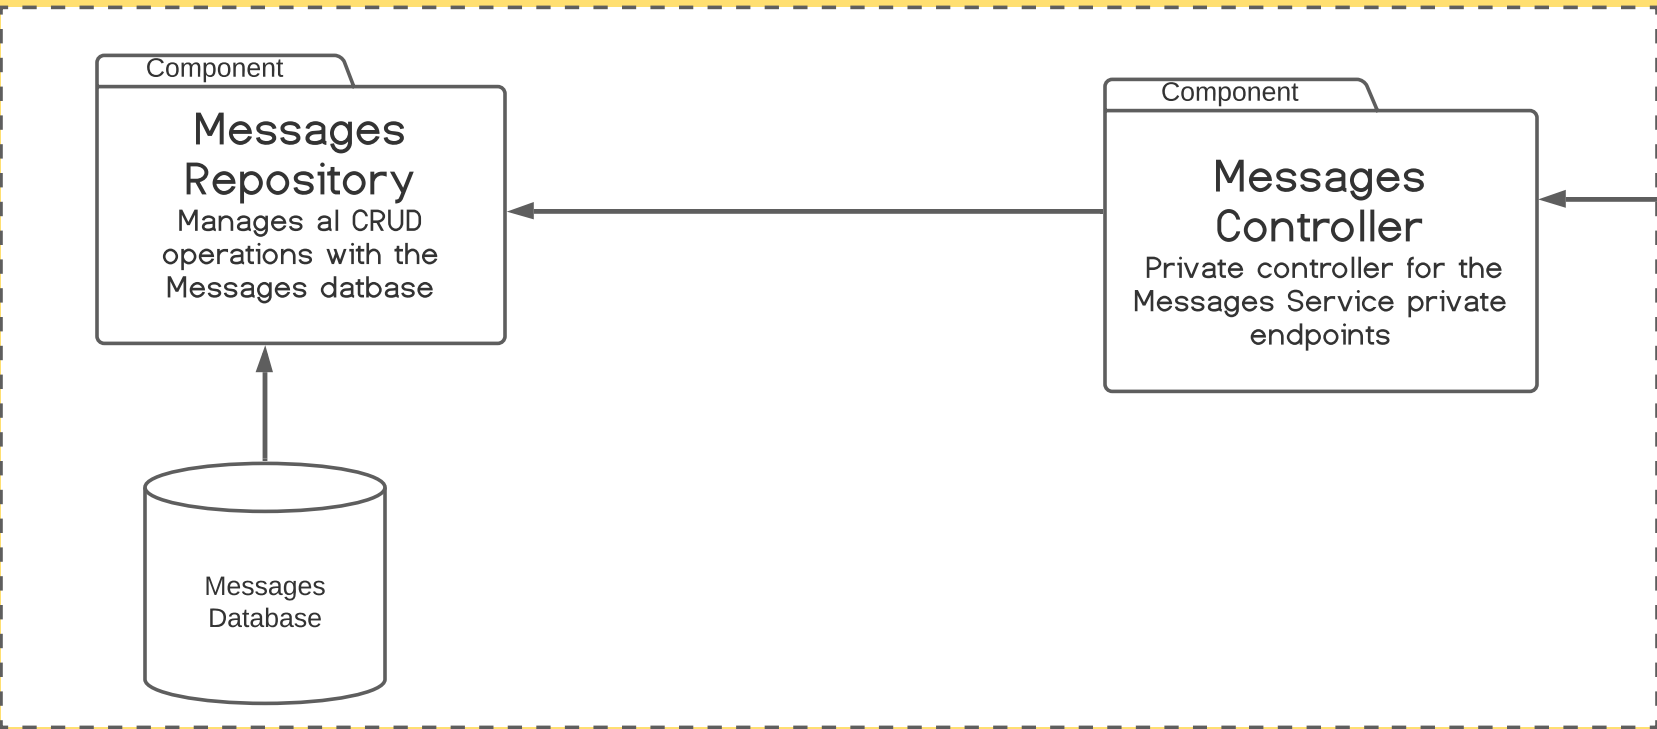 Component
Messages
Repository
Manages al CRUD
operations with the
Messages datbase
Component
Messages
Controller
Private controller for the
Messages Service private
endpoints
Messages
Database